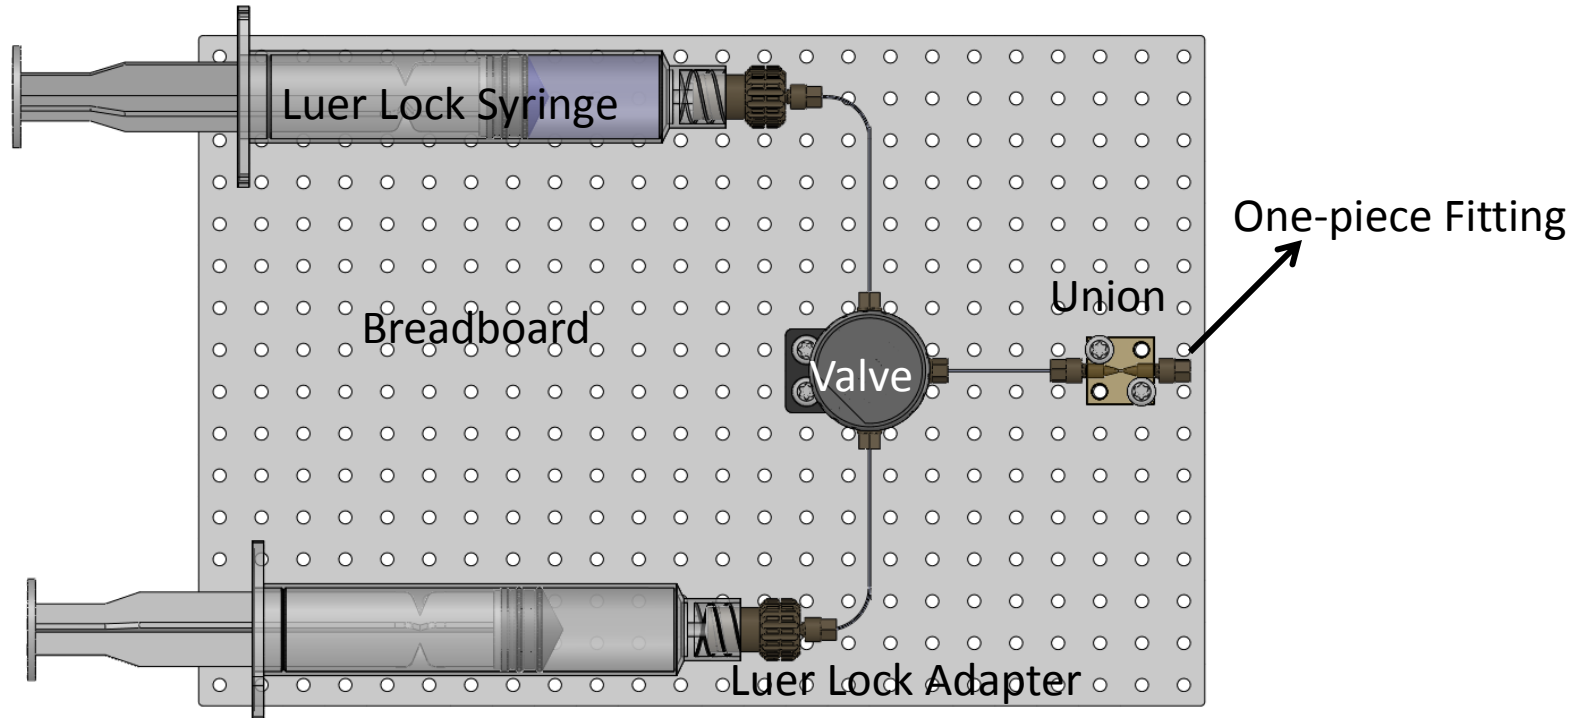 Luer Lock Syringe
One-piece Fitting
Union
Breadboard
Valve
Luer Lock Adapter